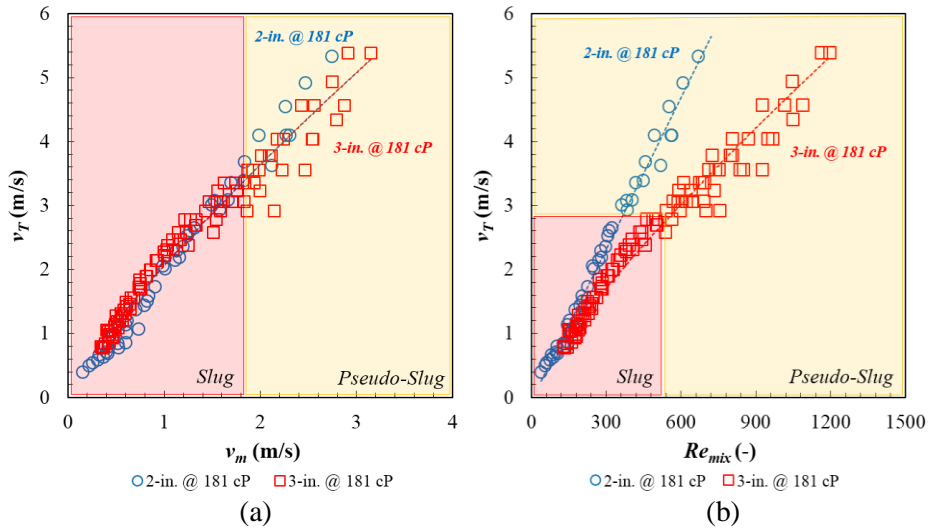 6
5
4
3
2
1
0
v_T (m/s)
2-in. @ 181 cP
3-in. @ 181 cP
Slug
Pseudo-Slug
0
1
2
3
4
v_m (m/s)
2-in. @ 181 cP
3-in. @ 181 cP
(a)
6
5
4
3
2
1
0
v_T (m/s)
2-in. @ 181 cP
3-in. @ 181 cP
Slug
Pseudo-Slug
0
300
600
900
1200
1500
Re_mix (-)
2-in. @ 181 cP
3-in. @ 181 cP
(b)